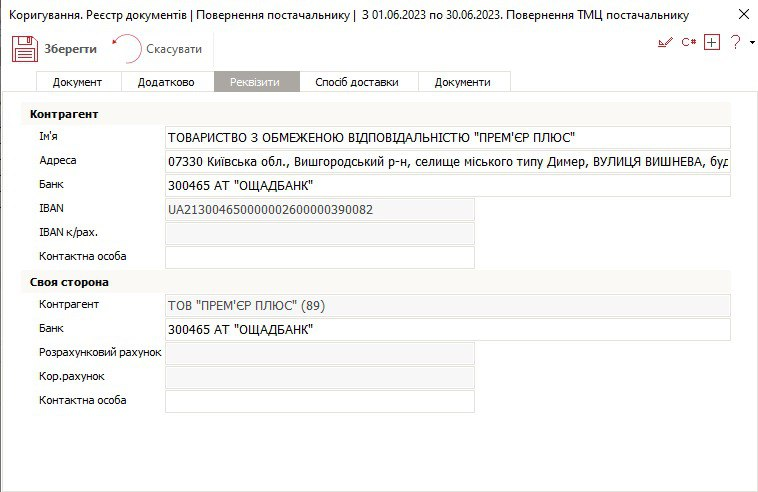 Коригування. Реєстр документів | Повернення постачальнику | З 01.06.2023 по 30.06.2023. Повернення ТМЦ постачальнику
Зберегти Скасувати C# ?
Документ Додатково Реквізити Спосіб доставки Документи
Контрагент
Ім'я ТОВАРИСТВО З ОБМЕЖЕНОЮ ВІДПОВІДАЛЬНІСТЮ "ПРЕМ'ЄР ПЛЮС"
Адреса 07330 Київська обл., Вишгородський р-н, селище міського типу Димер, ВУЛИЦЯ ВИШНЕВА, буд
Банк 300465 АТ "ОЩАДБАНК"
IBAN UA213004650000002600000390082
IBAN к/рах.
Контактна особа
Своя сторона
Контрагент ТОВ "ПРЕМ'ЄР ПЛЮС" (89)
Банк 300465 АТ "ОЩАДБАНК"
Розрахунковий рахунок
Кор.рахунок
Контактна особа